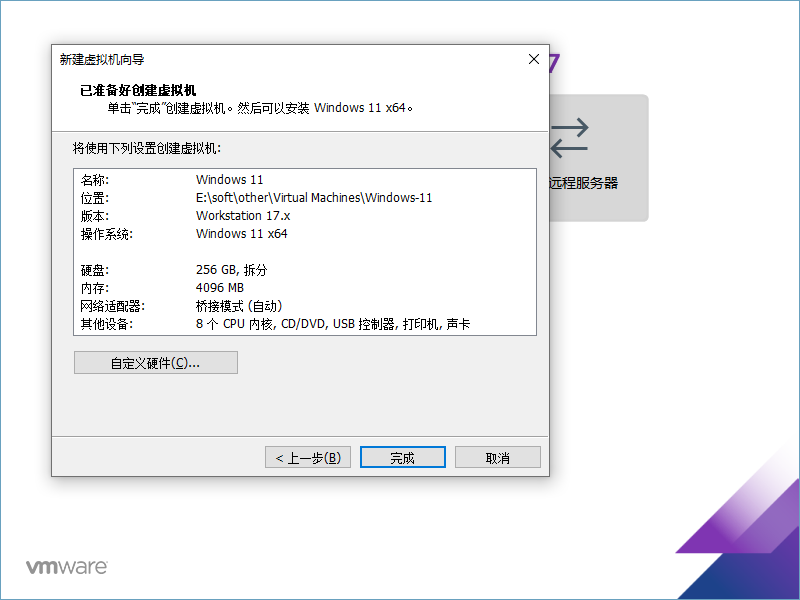 新建虚拟机向导
7
已准备好创建虚拟机
单击“完成”创建虚拟机。然后可以安装 Windows 11 x64。
将使用下列设置创建虚拟机:
名称: Windows 11
位置: E:\soft\other\Virtual Machines\Windows-11
版本: Workstation 17.x
操作系统: Windows 11 x64
硬盘: 256 GB, 拆分
内存: 4096 MB
网络适配器: 桥接模式 (自动)
其他设备: 8 个 CPU 内核, CD/DVD, USB 控制器, 打印机, 声卡
远程服务器
自定义硬件(C)...
< 上一步(B)
完成
取消
vmware